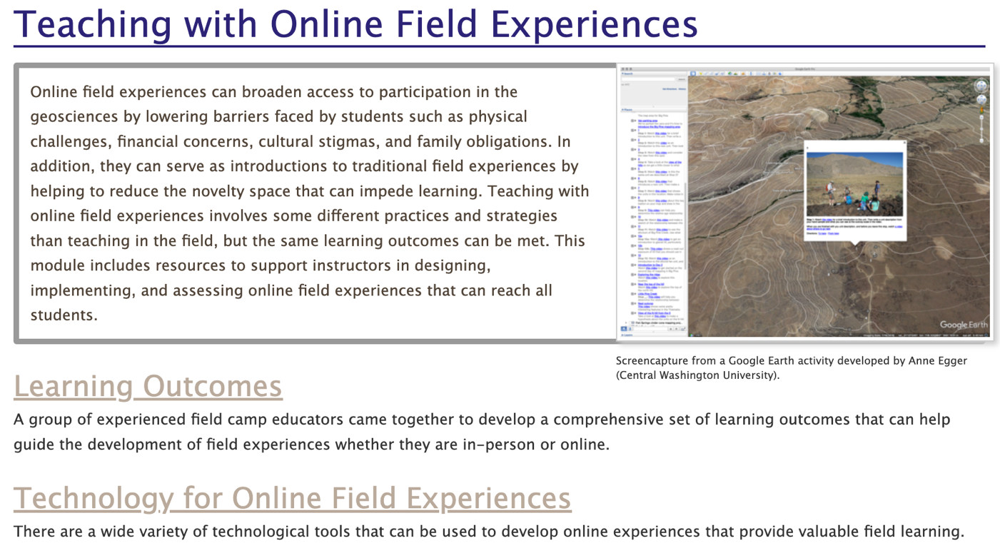 Teaching with Online Field Experiences
Online field experiences can broaden access to participation in the
geosciences by lowering barriers faced by students such as physical
challenges, financial concerns, cultural stigmas, and family obligations. In
addition, they can serve as introductions to traditional field experiences by
helping to reduce the novelty space that can impede learning. Teaching with
online field experiences involves some different practices and strategies
than teaching in the field, but the same learning outcomes can be met. This
module includes resources to support instructors in designing,
implementing, and assessing online field experiences that can reach all
students.
Google Earth
Screencapture from a Google Earth activity developed by Anne Egger
(Central Washington University).
Learning Outcomes
A group of experienced field camp educators came together to develop a comprehensive set of learning outcomes that can help
guide the development of field experiences whether they are in-person or online.
Technology for Online Field Experiences
There are a wide variety of technological tools that can be used to develop online experiences that provide valuable field learning.